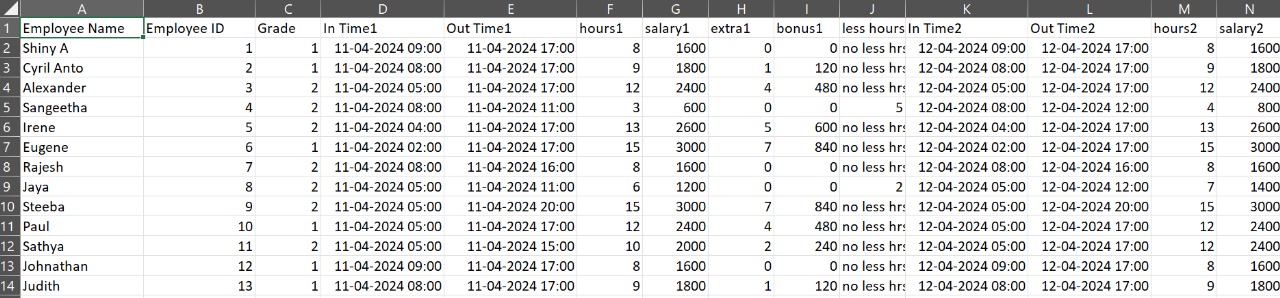 A B C D E F G H I J K L M N
1 Employee Name Employee ID Grade In Time1 Out Time1 hours1 salary1 extra1 bonus1 less hours In Time2 Out Time2 hours2 salary2
2 Shiny A 1 1 11-04-2024 09:00 11-04-2024 17:00 8 1600 0 0 no less hrs 12-04-2024 09:00 12-04-2024 17:00 8 1600
3 Cyril Anto 2 1 11-04-2024 08:00 11-04-2024 17:00 9 1800 1 120 no less hrs 12-04-2024 08:00 12-04-2024 17:00 9 1800
4 Alexander 3 2 11-04-2024 05:00 11-04-2024 17:00 12 2400 4 480 no less hrs 12-04-2024 05:00 12-04-2024 17:00 12 2400
5 Sangeetha 4 2 11-04-2024 08:00 11-04-2024 11:00 3 600 0 0 5 12-04-2024 08:00 12-04-2024 12:00 4 800
6 Irene 5 2 11-04-2024 04:00 11-04-2024 17:00 13 2600 5 600 no less hrs 12-04-2024 04:00 12-04-2024 17:00 13 2600
7 Eugene 6 1 11-04-2024 02:00 11-04-2024 17:00 15 3000 7 840 no less hrs 12-04-2024 02:00 12-04-2024 17:00 15 3000
8 Rajesh 7 2 11-04-2024 08:00 11-04-2024 16:00 8 1600 0 0 no less hrs 12-04-2024 08:00 12-04-2024 16:00 8 1600
9 Jaya 8 2 11-04-2024 05:00 11-04-2024 11:00 6 1200 0 0 2 12-04-2024 05:00 12-04-2024 12:00 7 1400
10 Steeba 9 2 11-04-2024 05:00 11-04-2024 20:00 15 3000 7 840 no less hrs 12-04-2024 05:00 12-04-2024 20:00 15 3000
11 Paul 10 1 11-04-2024 05:00 11-04-2024 17:00 12 2400 4 480 no less hrs 12-04-2024 05:00 12-04-2024 17:00 12 2400
12 Sathya 11 2 11-04-2024 05:00 11-04-2024 15:00 10 2000 2 240 no less hrs 12-04-2024 05:00 12-04-2024 17:00 12 2400
13 Johnathan 12 1 11-04-2024 09:00 11-04-2024 17:00 8 1600 0 0 no less hrs 12-04-2024 09:00 12-04-2024 17:00 8 1600
14 Judith 13 1 11-04-2024 08:00 11-04-2024 17:00 9 1800 1 120 no less hrs 12-04-2024 08:00 12-04-2024 17:00 9 1800